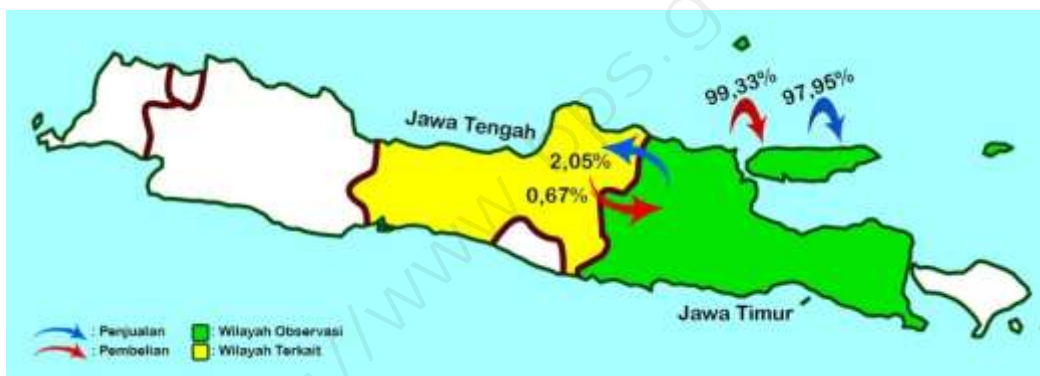 99,33%
97,95%
Jawa Tengah
2,05%
0,67%
Jawa Timur
: Penjualan
: Wilayah Observasi
: Pembelian
: Wilayah Terkait